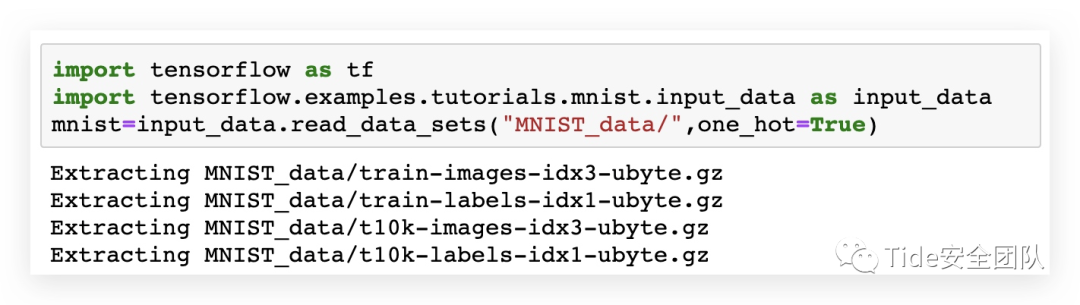 import tensorflow as tf
import tensorflow.examples.tutorials.mnist.input_data as input_data
mnist=input_data.read_data_sets("MNIST_data/",one_hot=True)
Extracting MNIST_data/train-images-idx3-ubyte.gz
Extracting MNIST_data/train-labels-idx1-ubyte.gz
Extracting MNIST_data/t10k-images-idx3-ubyte.gz
Extracting MNIST_data/t10k-labels-idx1-ubyte.gz
Tide安全团队